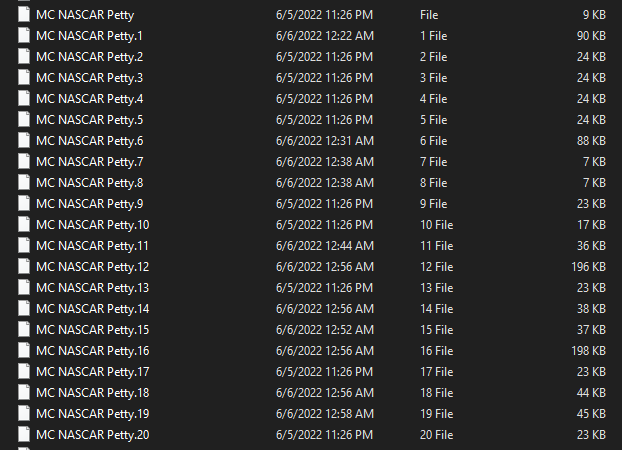 MC NASCAR Petty 6/5/2022 11:26 PM File 9 KB
MC NASCAR Petty.1 6/6/2022 12:22 AM 1 File 90 KB
MC NASCAR Petty.2 6/5/2022 11:26 PM 2 File 24 KB
MC NASCAR Petty.3 6/5/2022 11:26 PM 3 File 24 KB
MC NASCAR Petty.4 6/5/2022 11:26 PM 4 File 24 KB
MC NASCAR Petty.5 6/5/2022 11:26 PM 5 File 24 KB
MC NASCAR Petty.6 6/6/2022 12:31 AM 6 File 88 KB
MC NASCAR Petty.7 6/6/2022 12:38 AM 7 File 7 KB
MC NASCAR Petty.8 6/6/2022 12:38 AM 8 File 7 KB
MC NASCAR Petty.9 6/5/2022 11:26 PM 9 File 23 KB
MC NASCAR Petty.10 6/5/2022 11:26 PM 10 File 17 KB
MC NASCAR Petty.11 6/6/2022 12:44 AM 11 File 36 KB
MC NASCAR Petty.12 6/6/2022 12:56 AM 12 File 196 KB
MC NASCAR Petty.13 6/5/2022 11:26 PM 13 File 23 KB
MC NASCAR Petty.14 6/6/2022 12:56 AM 14 File 38 KB
MC NASCAR Petty.15 6/6/2022 12:52 AM 15 File 37 KB
MC NASCAR Petty.16 6/6/2022 12:56 AM 16 File 198 KB
MC NASCAR Petty.17 6/5/2022 11:26 PM 17 File 23 KB
MC NASCAR Petty.18 6/6/2022 12:56 AM 18 File 44 KB
MC NASCAR Petty.19 6/6/2022 12:58 AM 19 File 45 KB
MC NASCAR Petty.20 6/5/2022 11:26 PM 20 File 23 KB